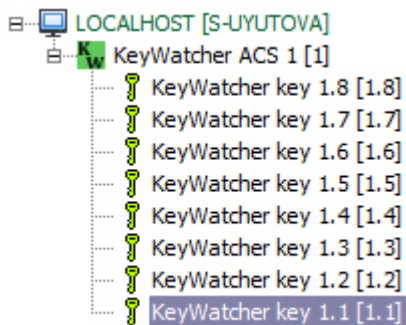 LOCALHOST [S-UYUTOVA]
KW KeyWatcher ACS 1 [1]
KeyWatcher key 1.8 [1.8]
KeyWatcher key 1.7 [1.7]
KeyWatcher key 1.6 [1.6]
KeyWatcher key 1.5 [1.5]
KeyWatcher key 1.4 [1.4]
KeyWatcher key 1.3 [1.3]
KeyWatcher key 1.2 [1.2]
KeyWatcher key 1.1 [1.1]